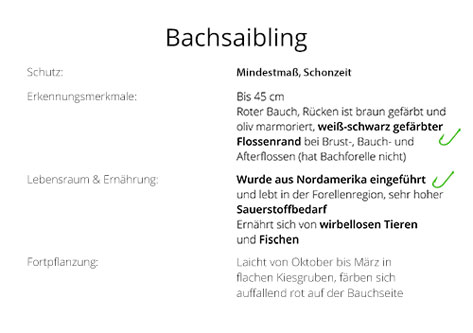 Bachsaibling
Schutz: Mindestmaß, Schonzeit
Erkennungsmerkmale: Bis 45 cm
Roter Bauch, Rücken ist braun gefärbt und
oliv marmoriert, weiß-schwarz gefärbter
Flossenrand bei Brust-, Bauch- und
Afterflossen (hat Bachforelle nicht)
Lebensraum & Ernährung: Wurde aus Nordamerika eingeführt
und lebt in der Forellenregion, sehr hoher
Sauerstoffbedarf
Ernährt sich von wirbellosen Tieren
und Fischen
Fortpflanzung: Laicht von Oktober bis März in
flachen Kiesgruben, färben sich
auffallend rot auf der Bauchseite